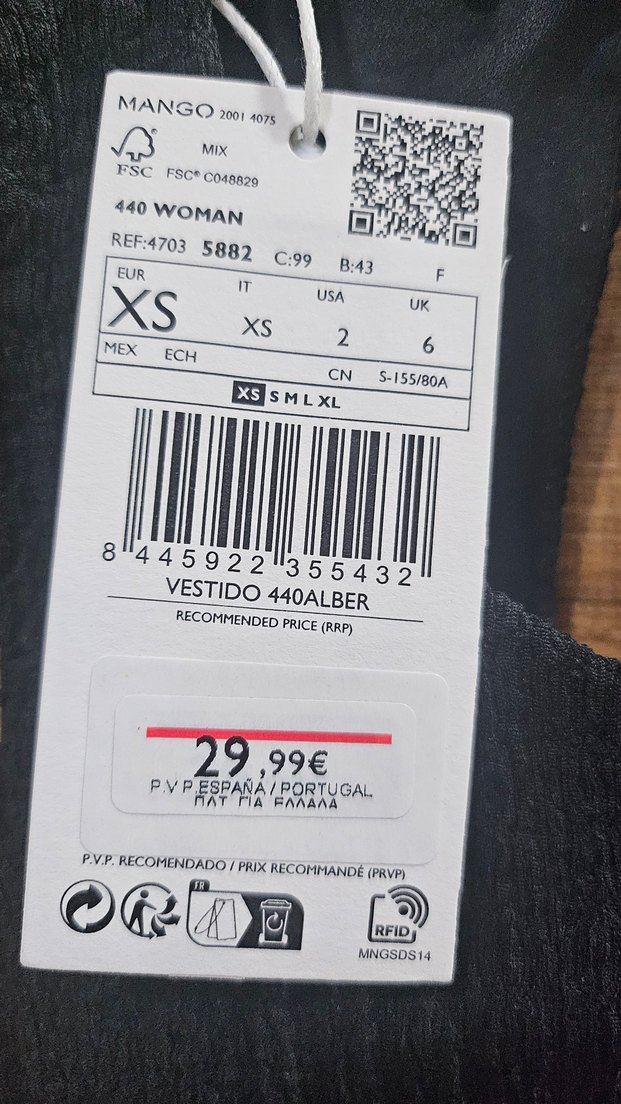 MANGO 2001 4075
MIX
FSC FSC® C048829
440 WOMAN
REF:4703 5882 C:99 B:43 F
EUR IT USA UK
XS XS 2 6
MEX ECH CN S-155/80A
XS S M L XL
8 445922 355432
VESTIDO 440ALBER
RECOMMENDED PRICE (RRP)
29,99€
P.V P.ESPAÑA / PORTUGAL
ΠΛΤ ΓΙΑ ΕΛΛΑΔΑ
P.V.P. RECOMENDADO / PRIX RECOMMANDÉ (PRVP)
FR
RFID
MNGSDS14